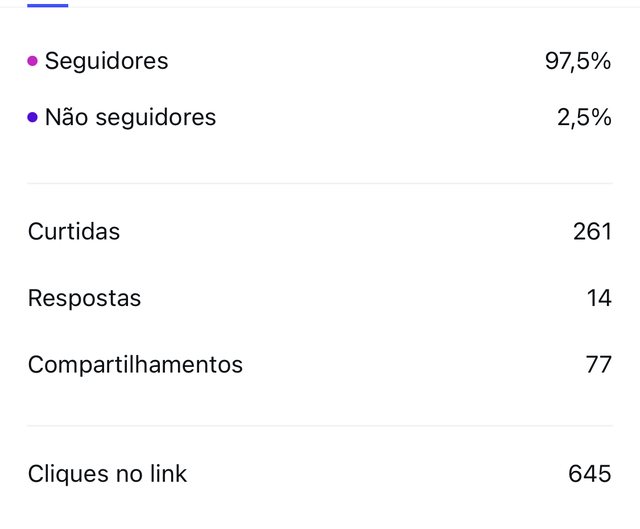 Seguidores 97,5%
Não seguidores 2,5%
Curtidas 261
Respostas 14
Compartilhamentos 77
Cliques no link 645